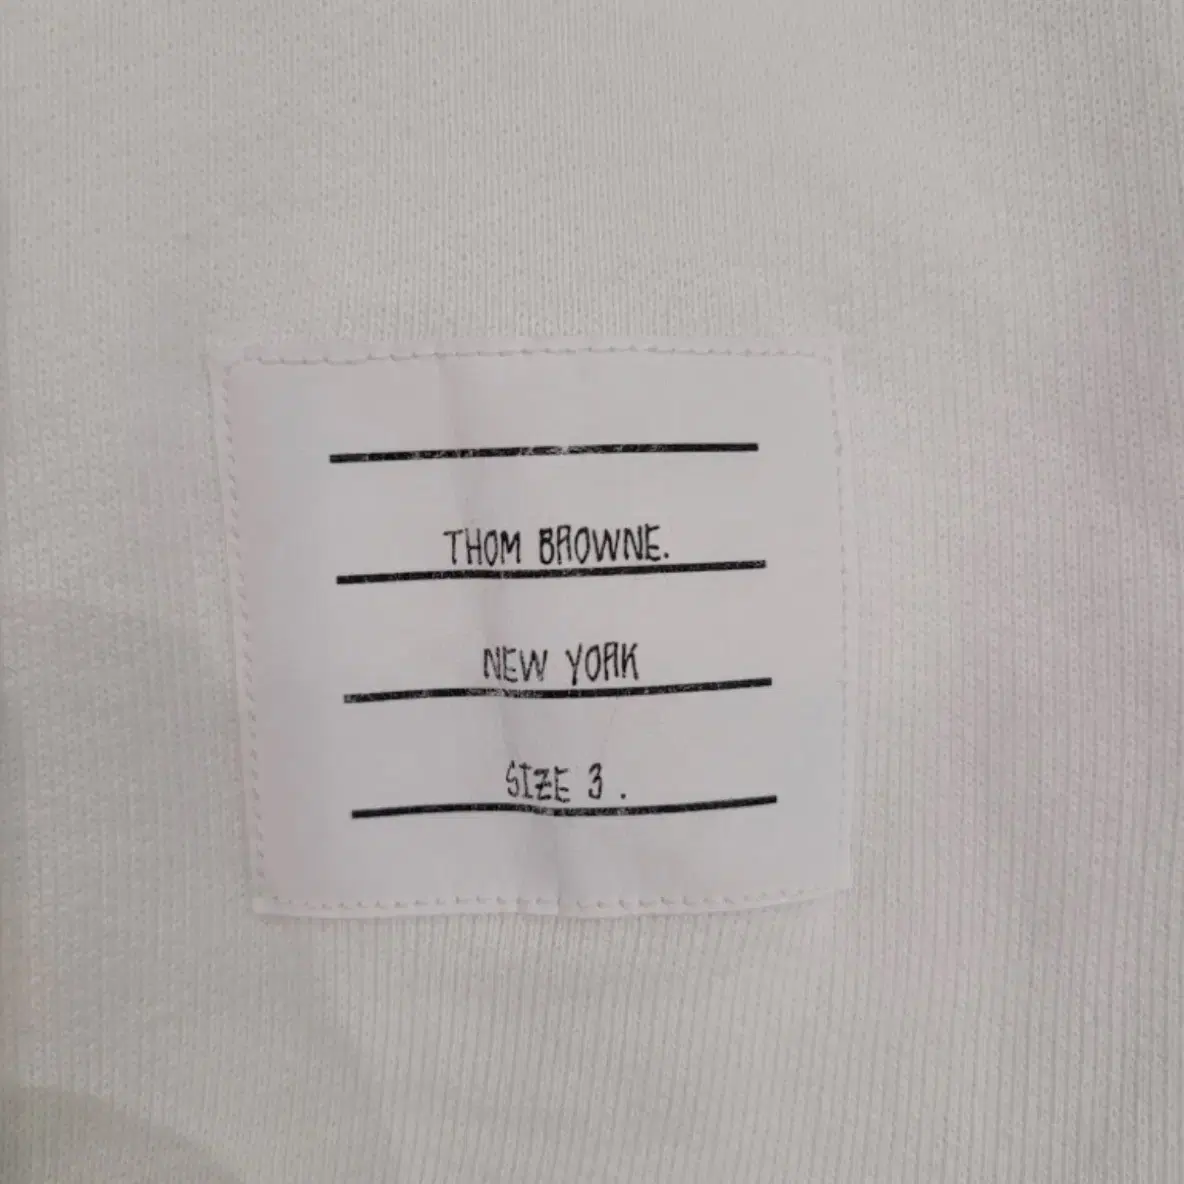 THOM BROWNE.
NEW YORK
SIZE 3 .